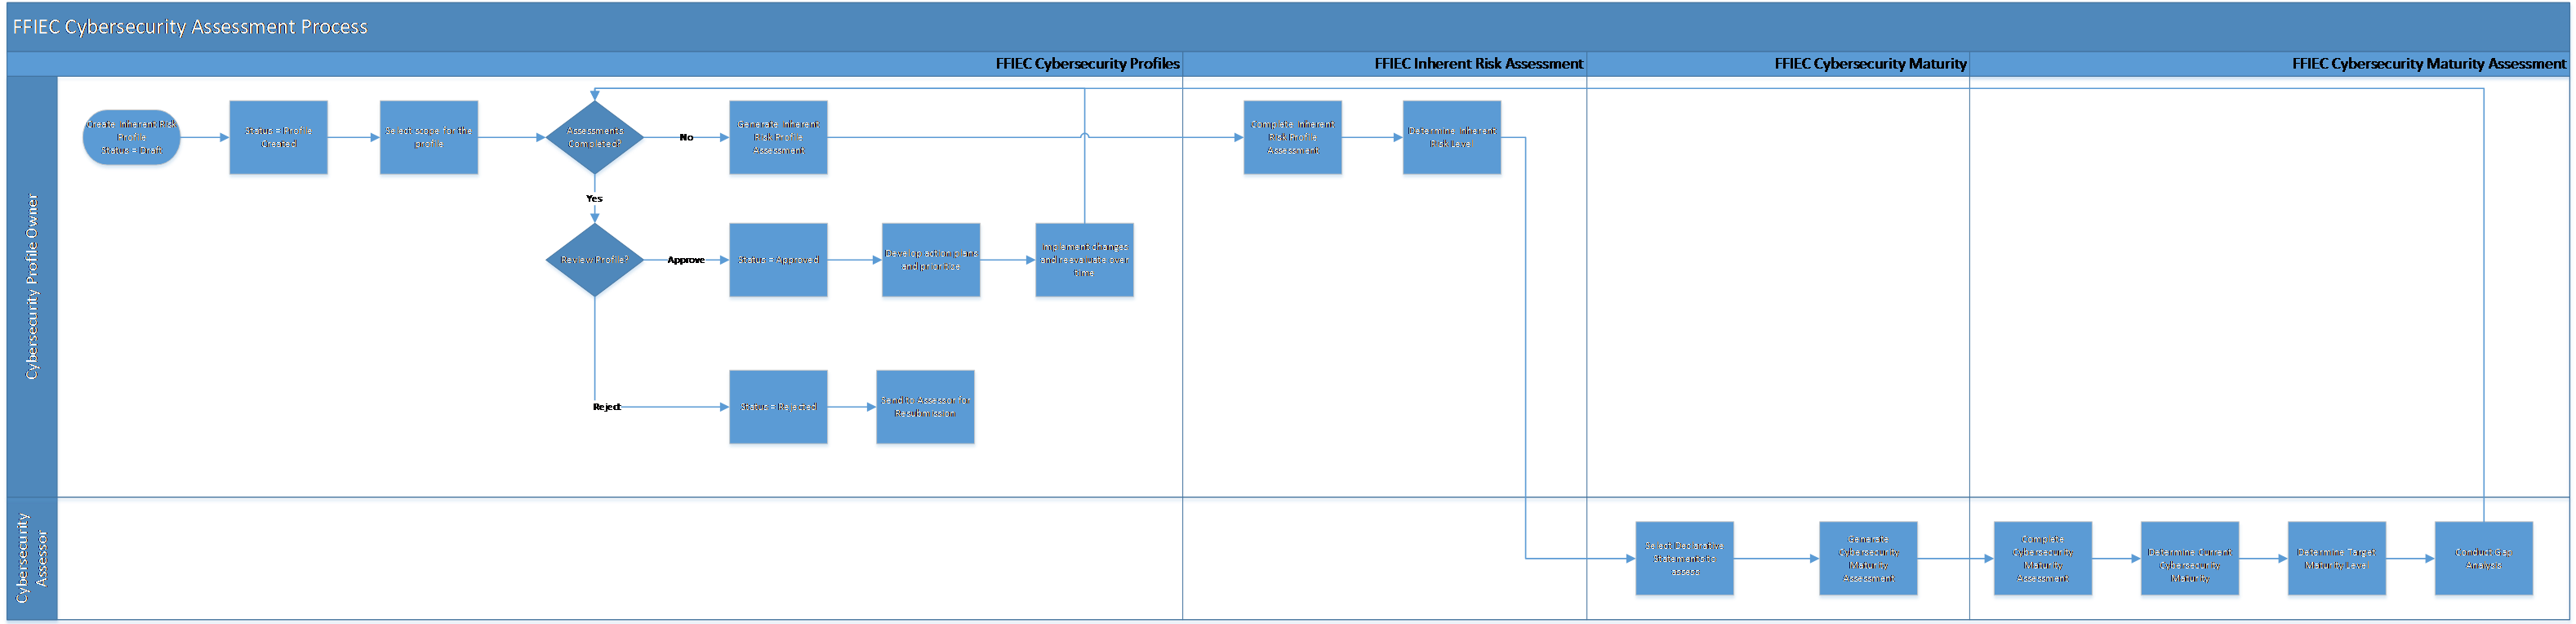 FFIEC Cybersecurity Assessment Process
FFIEC Cybersecurity Profiles
FFIEC Inherent Risk Assessment
FFIEC Cybersecurity Maturity
FFIEC Cybersecurity Maturity Assessment
Cybersecurity Profile Owner
Create Inherent Risk
Profile
Status = Draft
Status = Profile
Created
Select scope for the
profile
Assessments
Completed?
No
Generate Inherent
Risk Profile
Assessment
Complete Inherent
Risk Profile
Assessment
Determine Inherent
Risk Level
Yes
Review Profile?
Approve
Status = Approved
Develop action plans
and prioritize
Implement changes
and reevaluate over
time
Reject
Status = Rejected
Send to Assessor for
Resubmission
Cybersecurity
Assessor
Select Declarative
Statements to
assess
Generate
Cybersecurity
Maturity
Assessment
Complete
Cybersecurity
Maturity
Assessment
Determine Current
Cybersecurity
Maturity
Determine Target
Maturity Level
Conduct Gap
Analysis